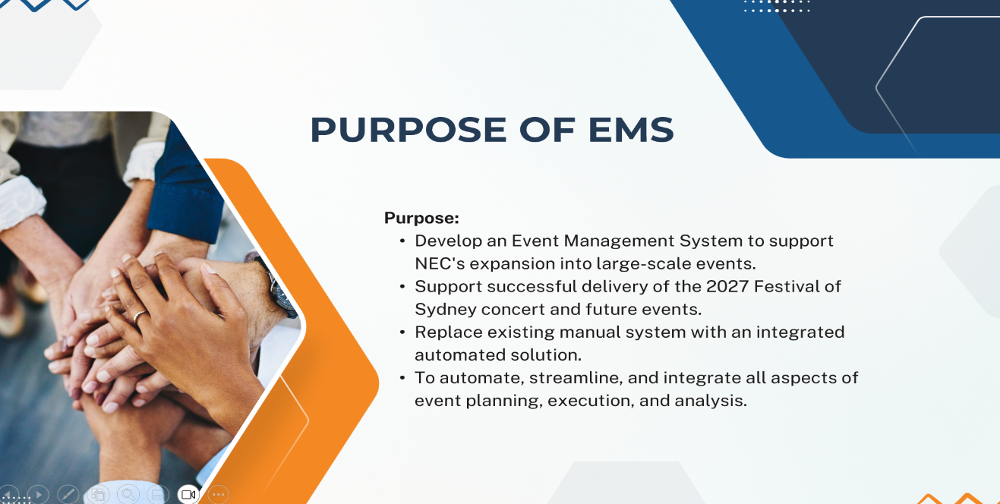 PURPOSE OF EMS
Purpose:
• Develop an Event Management System to support
NEC's expansion into large-scale events.
• Support successful delivery of the 2027 Festival of
Sydney concert and future events.
• Replace existing manual system with an integrated
automated solution.
• To automate, streamline, and integrate all aspects of
event planning, execution, and analysis.